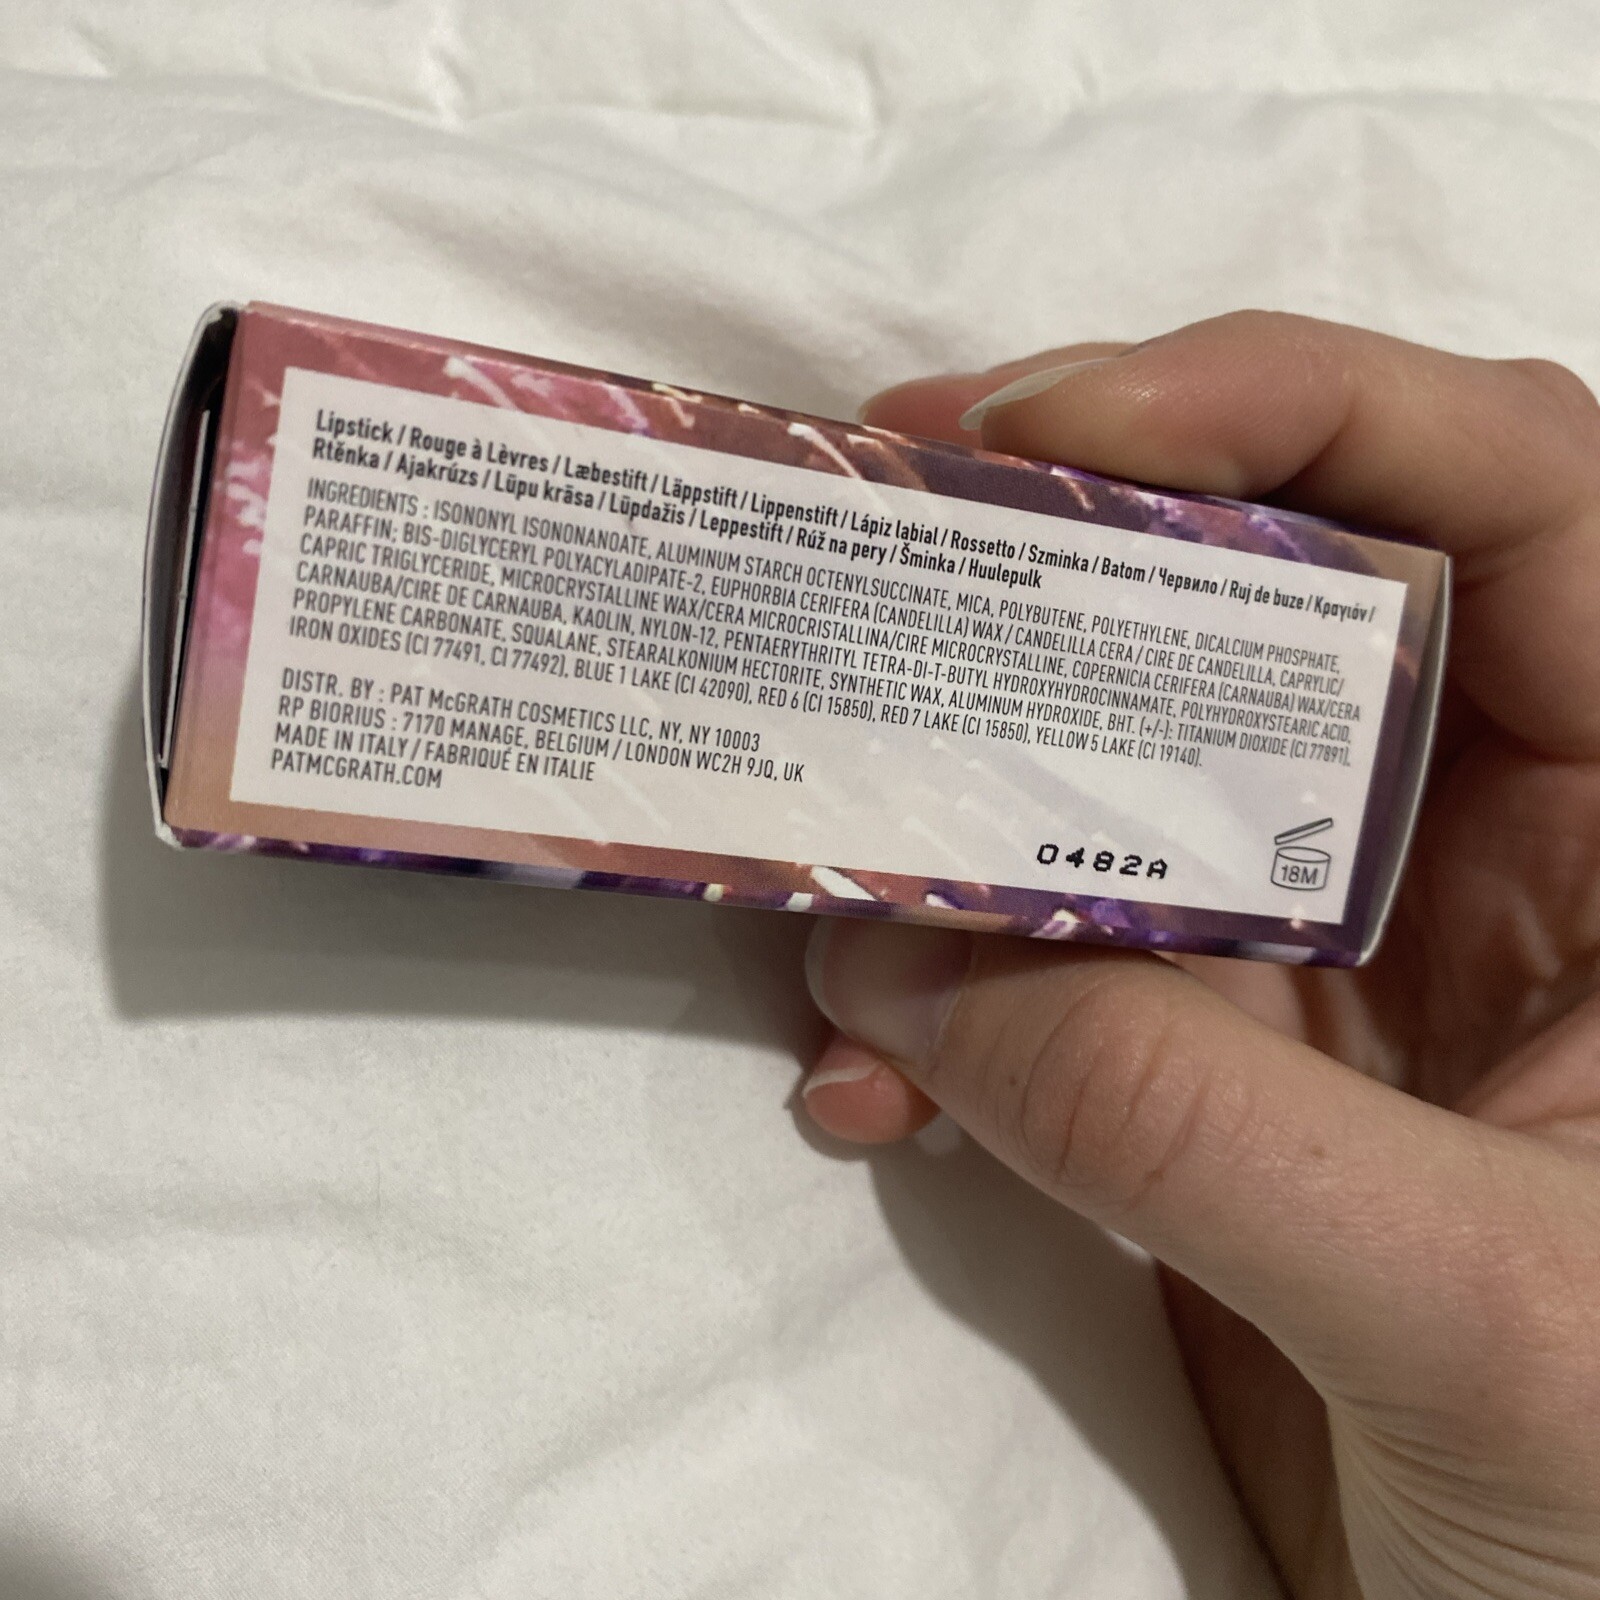 Lipstick / Rouge à Lèvres / Læbestift / Läppstift / Lippenstift / Lápiz labial / Rossetto / Szminka / Batom / Червило / Ruj de buze / Κραγιόν /
Rtěnka / Ajakrúzs / Lūpu krāsa / Lūpdažis / Leppestift / Rúž na pery / Šminka / Huulepulk
INGREDIENTS : ISONONYL ISONONANOATE, ALUMINUM STARCH OCTENYLSUCCINATE, MICA, POLYBUTENE, POLYETHYLENE, DICALCIUM PHOSPHATE,
PARAFFIN; BIS-DIGLYCERYL POLYACYLADIPATE-2, EUPHORBIA CERIFERA (CANDELILLA) WAX / CANDELILLA CERA / CIRE DE CANDELILLA, CAPRYLIC/
CAPRIC TRIGLYCERIDE, MICROCRYSTALLINE WAX/CERA MICROCRISTALLINA/CIRE MICROCRYSTALLINE, COPERNICIA CERIFERA (CARNAUBA) WAX/CERA
CARNAUBA/CIRE DE CARNAUBA, KAOLIN, NYLON-12, PENTAERYTHRITYL TETRA-DI-T-BUTYL HYDROXYHYDROCINNAMATE, POLYHYDROXYSTEARIC ACID,
PROPYLENE CARBONATE, SQUALANE, STEARALKONIUM HECTORITE, SYNTHETIC WAX, ALUMINUM HYDROXIDE, BHT. (+/-): TITANIUM DIOXIDE (CI 77891),
IRON OXIDES (CI 77491, CI 77492), BLUE 1 LAKE (CI 42090), RED 6 (CI 15850), RED 7 LAKE (CI 15850), YELLOW 5 LAKE (CI 19140).
DISTR. BY : PAT McGRATH COSMETICS LLC, NY, NY 10003
RP BIORIUS : 7170 MANAGE, BELGIUM / LONDON WC2H 9JQ, UK
MADE IN ITALY / FABRIQUÉ EN ITALIE
PATMCGRATH.COM
0482A
18M